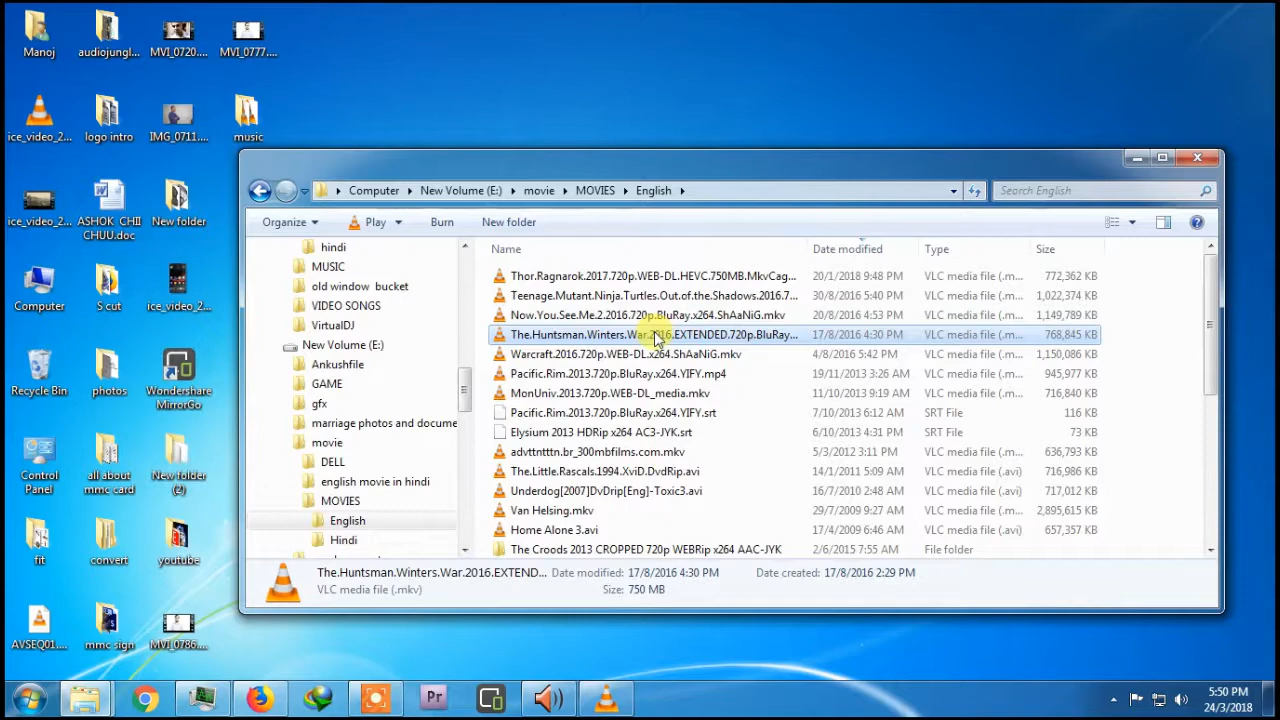 Manoj
audiojungl...
MVI_0720....
MVI_0777....
ice_video_2...
logo intro
IMG_0711....
music
ice_video_2...
ASHOK_CHII
CHUU.doc
New folder
Computer
S cut
ice_video_2...
Recycle Bin
photos
Wondershare
MirrorGo
Control
Panel
all about
mmc card
New folder
(2)
fit
convert
youtube
AVSEQ01....
mmc sign
MVI_0786....
Computer
New Volume (E:)
movie
MOVIES
English
Search English
Organize
Play
Burn
New folder
hindi
MUSIC
old window bucket
VIDEO SONGS
VirtualDJ
New Volume (E:)
Ankushfile
GAME
gfx
marriage photos and docume
movie
DELL
english movie in hindi
MOVIES
English
Hindi
Name Date modified Type Size
Thor.Ragnarok.2017.720p.WEB-DL.HEVC.750MB.MkvCag... 20/1/2018 9:48 PM VLC media file (.m... 772,362 KB
Teenage.Mutant.Ninja.Turtles.Out.of.the.Shadows.2016.7... 30/8/2016 5:40 PM VLC media file (.m... 1,022,374 KB
Now.You.See.Me.2.2016.720p.BluRay.x264.ShAaNiG.mkv 20/8/2016 4:53 PM VLC media file (.m... 1,149,789 KB
The.Huntsman.Winters.War.2016.EXTENDED.720p.BluRay... 17/8/2016 4:30 PM VLC media file (.m... 768,845 KB
Warcraft.2016.720p.WEB-DL.x264.ShAaNiG.mkv 4/8/2016 5:42 PM VLC media file (.m... 1,150,086 KB
Pacific.Rim.2013.720p.BluRay.x264.YIFY.mp4 19/11/2013 3:26 AM VLC media file (.m... 945,977 KB
MonUniv.2013.720p.WEB-DL_media.mkv 11/10/2013 9:19 AM VLC media file (.m... 716,840 KB
Pacific.Rim.2013.720p.BluRay.x264.YIFY.srt 7/10/2013 6:12 AM SRT File 116 KB
Elysium 2013 HDRip x264 AC3-JYK.srt 6/10/2013 4:31 PM SRT File 73 KB
advttntttn.br_300mbfilms.com.mkv 5/3/2012 3:11 PM VLC media file (.m... 636,793 KB
The.Little.Rascals.1994.XviD.DvdRip.avi 14/1/2011 5:09 AM VLC media file (.avi) 716,986 KB
Underdog[2007]DvDrip[Eng]-Toxic3.avi 16/7/2010 2:48 AM VLC media file (.avi) 717,012 KB
Van Helsing.mkv 29/7/2009 9:27 AM VLC media file (.m... 2,895,615 KB
Home Alone 3.avi 17/4/2009 6:46 AM VLC media file (.avi) 657,357 KB
The Croods 2013 CROPPED 720p WEBRip x264 AAC-JYK 2/6/2015 7:55 AM File folder
The.Huntsman.Winters.War.2016.EXTEND... Date modified: 17/8/2016 4:30 PM Date created: 17/8/2016 2:29 PM
VLC media file (.mkv) Size: 750 MB
Pr
5:50 PM
24/3/2018